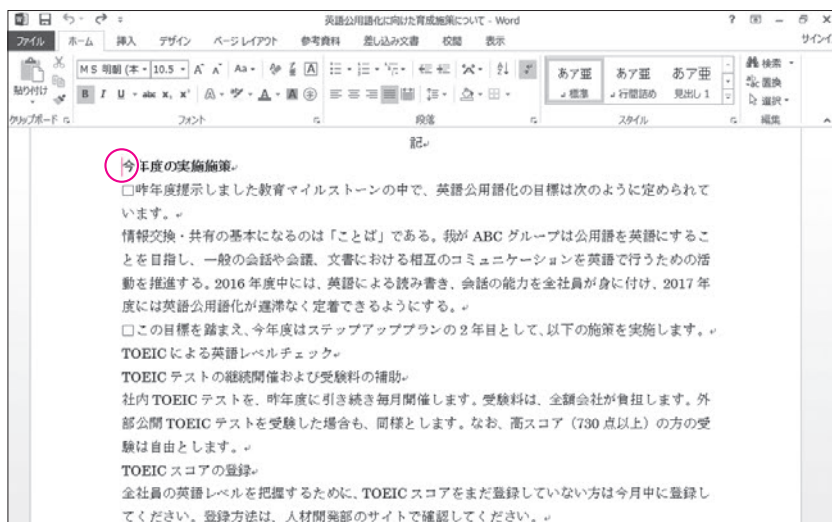 英語公用語化に向けた育成施策について - Word
ファイル ホーム 挿入 デザイン ページ レイアウト 参考資料 差し込み文書 校閲 表示 サインイ
貼り付け
MS 明朝 (本 10.5 A A Aa A
B I U abc x, x² A A A
あア亜 あア亜 あア亜
標準 行間詰め 見出し 1
検索
置換
選択
クリップボード フォント 段落 スタイル 編集
記
今年度の実施施策
□昨年度提示しました教育マイルストーンの中で、英語公用語化の目標は次のように定められて
います。
情報交換・共有の基本になるのは「ことば」である。我が ABC グループは公用語を英語にするこ
とを目指し、一般の会話や会議、文書における相互のコミュニケーションを英語で行うための活
動を推進する。2016 年度中には、英語による読み書き、会話の能力を全社員が身に付け、2017 年
度には英語公用語化が遅滞なく定着できるようにする。
□この目標を踏まえ、今年度はステップアッププランの 2 年目として、以下の施策を実施します。
TOEIC による英語レベルチェック
TOEIC テストの継続開催および受験料の補助
社内 TOEIC テストを、昨年度に引き続き毎月開催します。受験料は、全額会社が負担します。外
部公開 TOEIC テストを受験した場合も、同様とします。なお、高スコア（730 点以上）の方の受
験は自由とします。
TOEIC スコアの登録
全社員の英語レベルを把握するために、TOEIC スコアをまだ登録していない方は今月中に登録し
てください。登録方法は、人材開発部のサイトで確認してください。